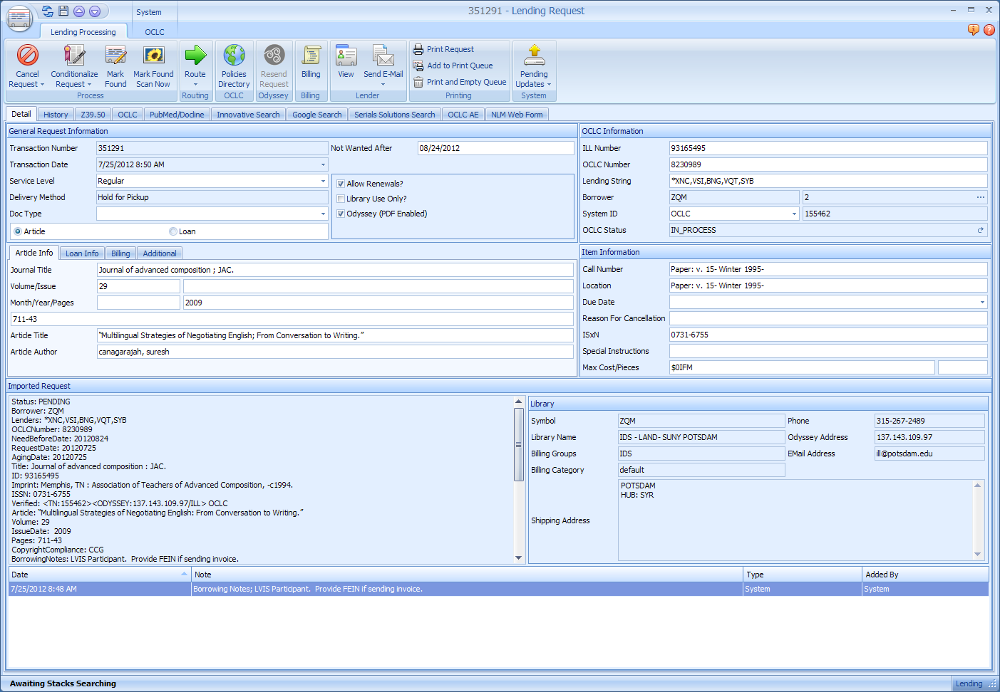 351291 - Lending Request
System
Lending Processing
OCLC
Cancel Request
Conditionalize Request
Mark Found
Mark Found Scan Now
Process
Route
Routing
Policies Directory
OCLC
Resend Request
Odyssey
Billing
Billing
View
Send E-Mail
Lender
Print Request
Add to Print Queue
Print and Empty Queue
Printing
Pending Updates
System
Detail History Z39.50 OCLC PubMed/Docline Innovative Search Google Search Serials Solutions Search OCLC AE NLM Web Form
General Request Information
Transaction Number 351291
Not Wanted After 08/24/2012
Transaction Date 7/25/2012 8:50 AM
Service Level Regular
Delivery Method Hold for Pickup
Doc Type
Article Loan
Allow Renewals?
Library Use Only?
Odyssey (PDF Enabled)
OCLC Information
ILL Number 93165495
OCLC Number 8230989
Lending String *XNC,VSI,BNG,VQT,SYB
Borrower ZQM 2 ...
System ID OCLC 155462
OCLC Status IN_PROCESS
Article Info Loan Info Billing Additional
Journal Title Journal of advanced composition ; JAC.
Volume/Issue 29
Month/Year/Pages 2009
711-43
Article Title "Multilingual Strategies of Negotiating English; From Conversation to Writing."
Article Author canagarajah, suresh
Item Information
Call Number Paper: v. 15- Winter 1995-
Location Paper: v. 15- Winter 1995-
Due Date
Reason For Cancellation
ISxN 0731-6755
Special Instructions
Max Cost/Pieces $0IFM
Imported Request
Status: PENDING
Borrower: ZQM
Lenders: *XNC,VSI,BNG,VQT,SYB
OCLCNumber: 8230989
NeedBeforeDate: 20120824
RequestDate: 20120725
AgingDate: 20120725
Title: Journal of advanced composition : JAC.
ID: 93165495
Imprint: Memphis, TN : Association of Teachers of Advanced Composition, -c1994.
ISSN: 0731-6755
Verified: <TN:155462><ODYSSEY:137.143.109.97/ILL> OCLC
Article: "Multilingual Strategies of Negotiating English: From Conversation to Writing."
Volume: 29
IssueDate:  2009
Pages: 711-43
CopyrightCompliance: CCG
BorrowingNotes: LVIS Participant.  Provide FEIN if sending invoice.
Library
Symbol ZQM
Phone 315-267-2489
Library Name IDS - LAND- SUNY POTSDAM
Odyssey Address 137.143.109.97
Billing Groups IDS
EMail Address ill@potsdam.edu
Billing Category default
Shipping Address
POTSDAM
HUB: SYR
Date Note Type Added By
7/25/2012 8:48 AM Borrowing Notes; LVIS Participant.  Provide FEIN if sending invoice. System System
Awaiting Stacks Searching
Lending